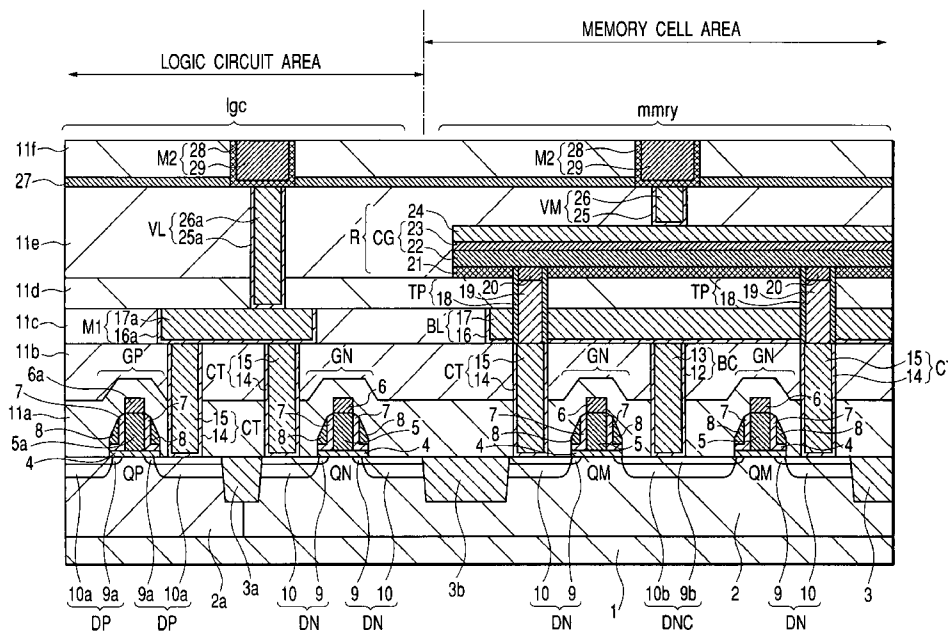 MEMORY CELL AREA
LOGIC CIRCUIT AREA
lgc mmry
11f M2 28 29 M2 28 29
27
VL 26a 25a VM 26 25
11e R CG 24 23 22 21
11d TP 20 19 18 TP 20 19 18
11c M1 17a 16a BL 17 16
11b GP CT 15 14 GN CT 15 14 GN 13 12 BC GN 15 14 C
6a 6
7 7 7 7 7 6 7 6 7
11a 15 14 CT
8 8 8 8 8 8 8 8
5a 5 5 5
4 4 4 4
QP QN QM QM
10a 9a 9a 10a 2a 3a 10 9 9 10 3b 10 9 1 10b 9b 2 9 10 3
DP DP DN DN DN DNC DN